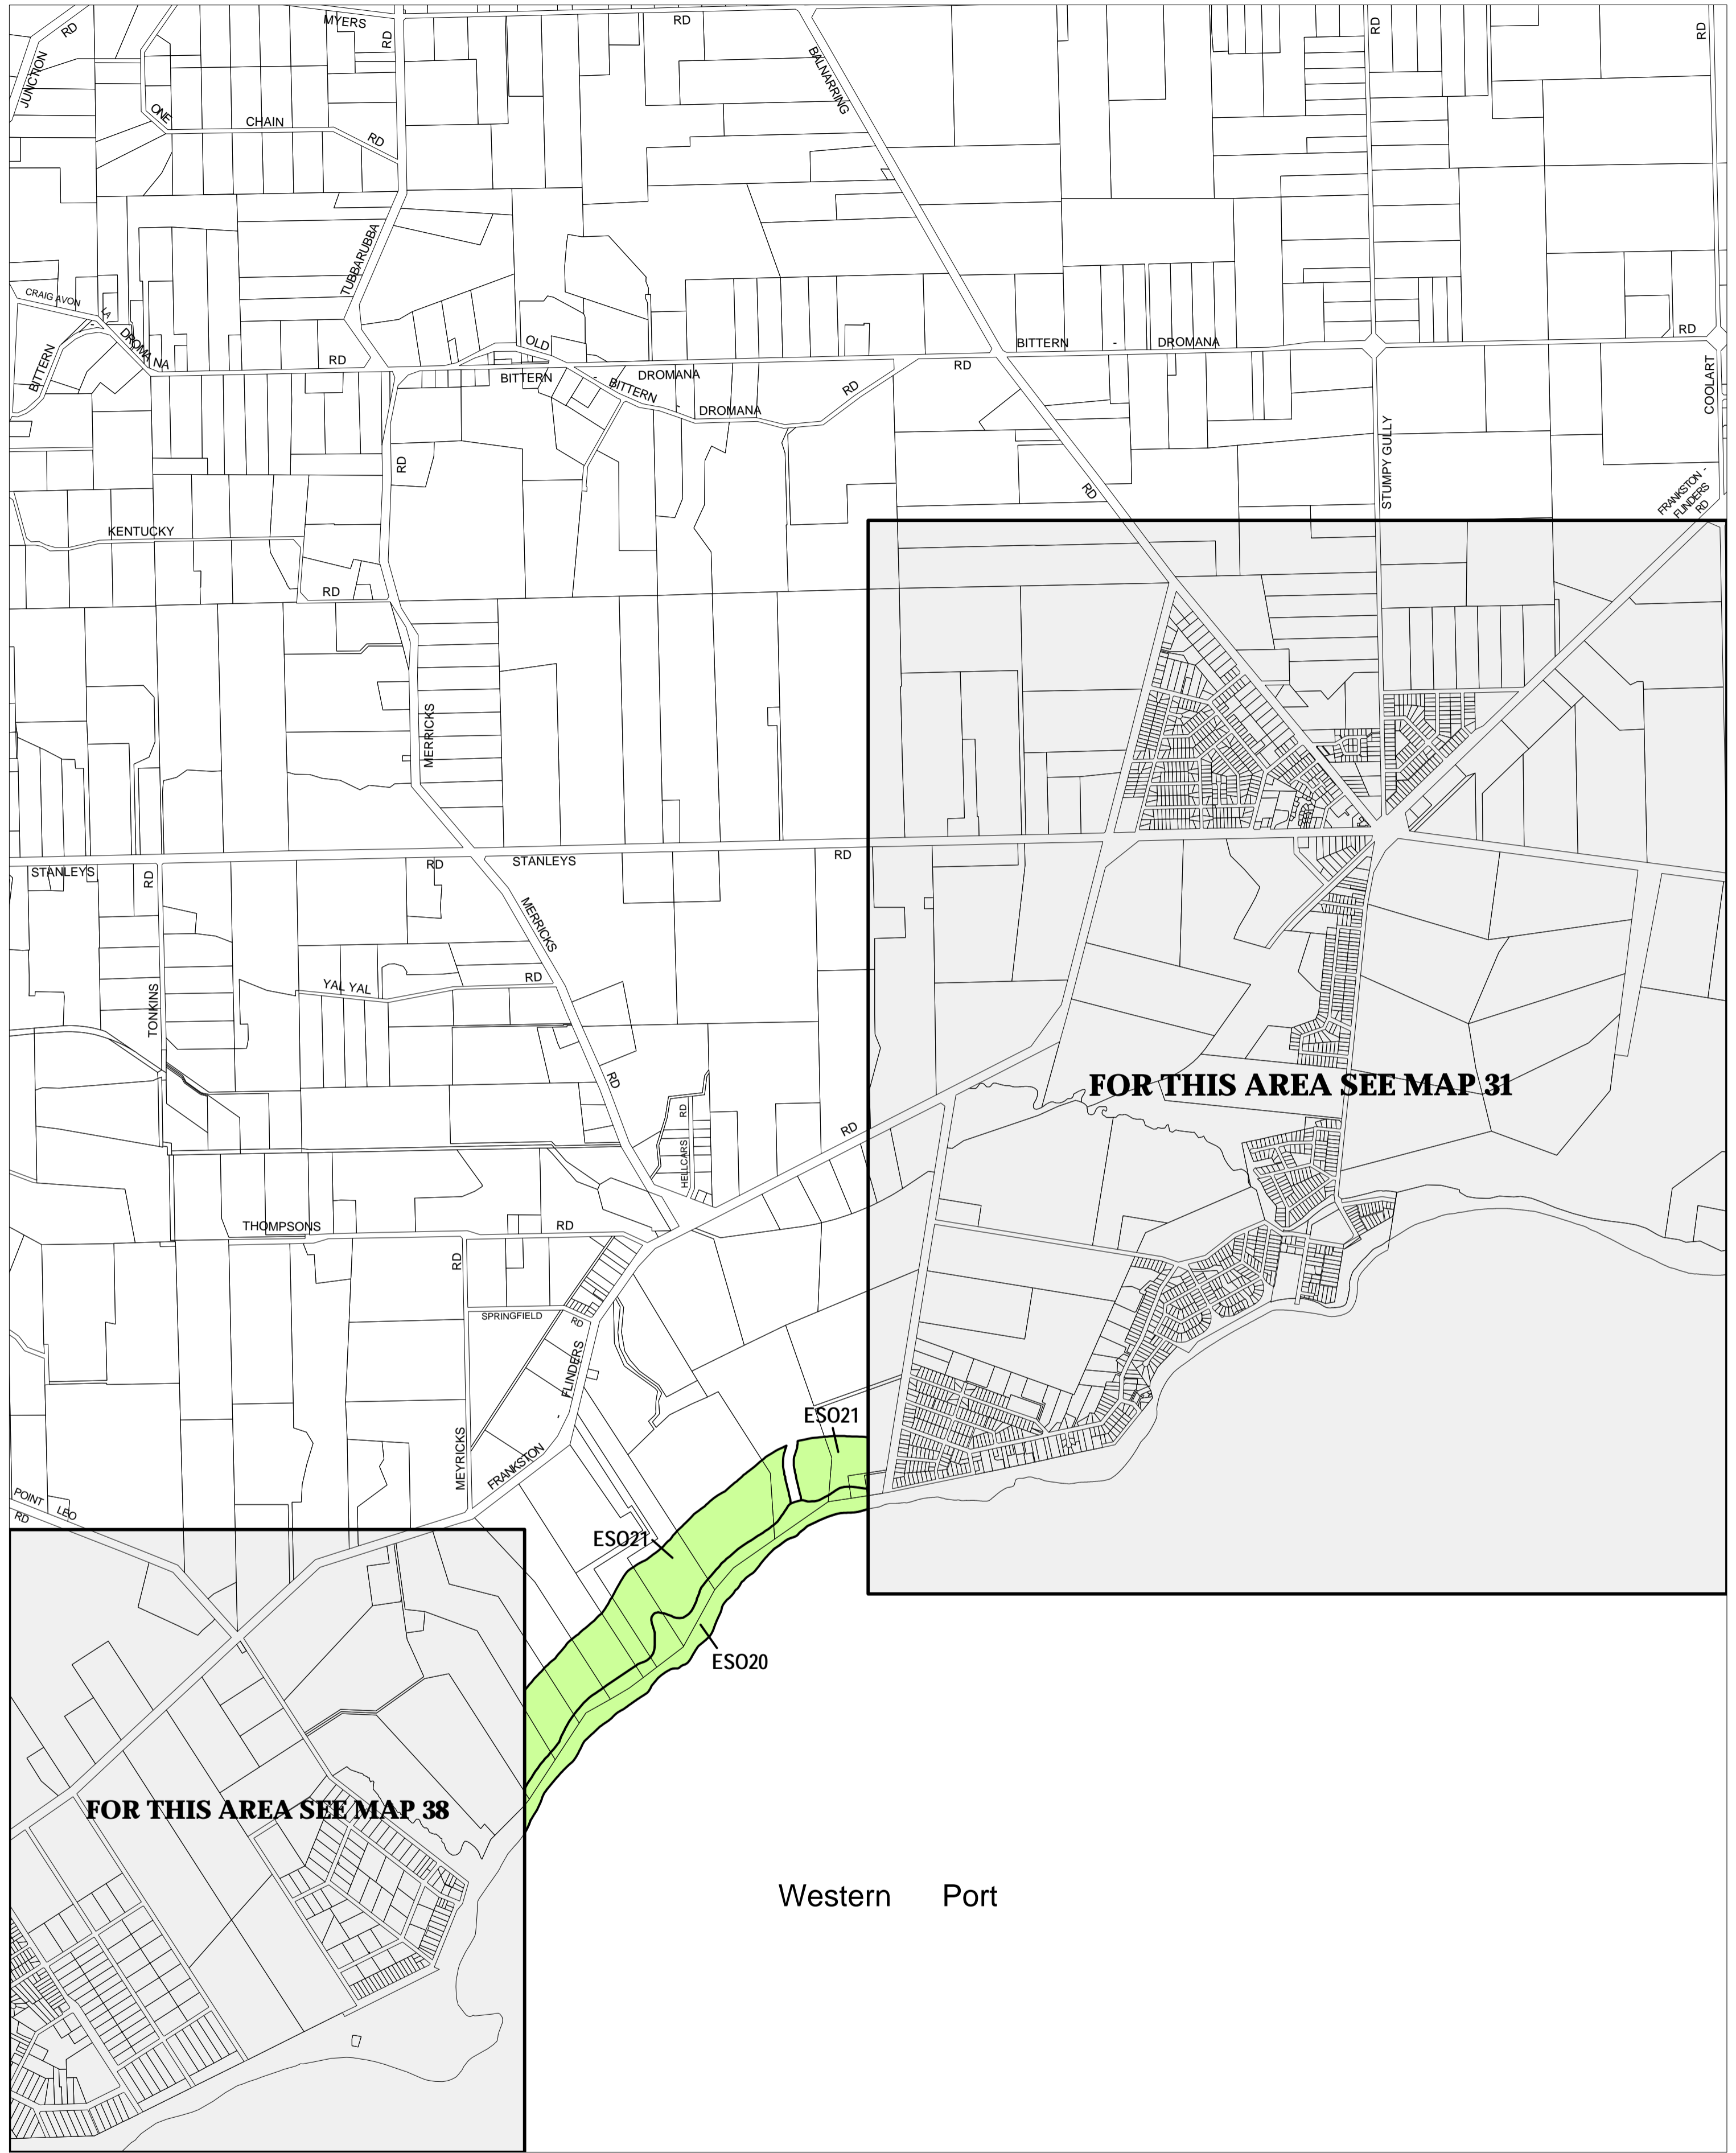 MYERS
RD
RD
RD
RD
RD
JUNCTION
BALNARRING
ONE
CHAIN
RD
TUBBARUBBA
CRAIG AVON
LA
DROMANA
BITTERN
-
RD
OLD
BITTERN
-
BITTERN
DROMANA
-
DROMANA
RD
RD
BITTERN - DROMANA
RD
COOLART
STUMPY GULLY
RD
FRANKSTON -
FLINDERS
RD
RD
KENTUCKY
RD
MERRICKS
STANLEYS
RD
RD
STANLEYS
RD
MERRICKS
YAL YAL
RD
TONKINS
RD
FOR THIS AREA SEE MAP 31
RD
HELLCARS
RD
THOMPSONS
RD
RD
SPRINGFIELD
RD
FLINDERS
-
FRANKSTON
MEYRICKS
ESO21
POINT
LEO
RD
ESO21
ESO20
FOR THIS AREA SEE MAP 38
Western Port